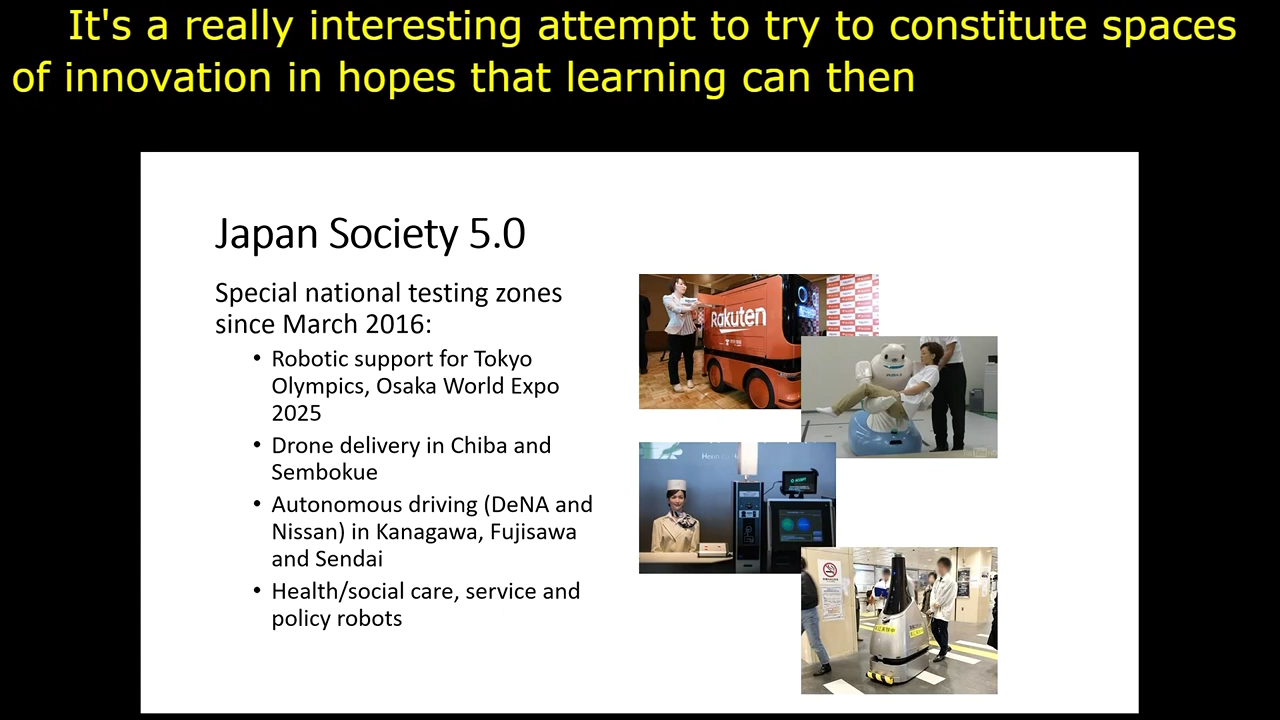 It's a really interesting attempt to try to constitute spaces
of innovation in hopes that learning can then
Japan Society 5.0
Special national testing zones
since March 2016:
• Robotic support for Tokyo
Olympics, Osaka World Expo
2025
• Drone delivery in Chiba and
Sembokue
• Autonomous driving (DeNA and
Nissan) in Kanagawa, Fujisawa
and Sendai
• Health/social care, service and
policy robots
Rakuten